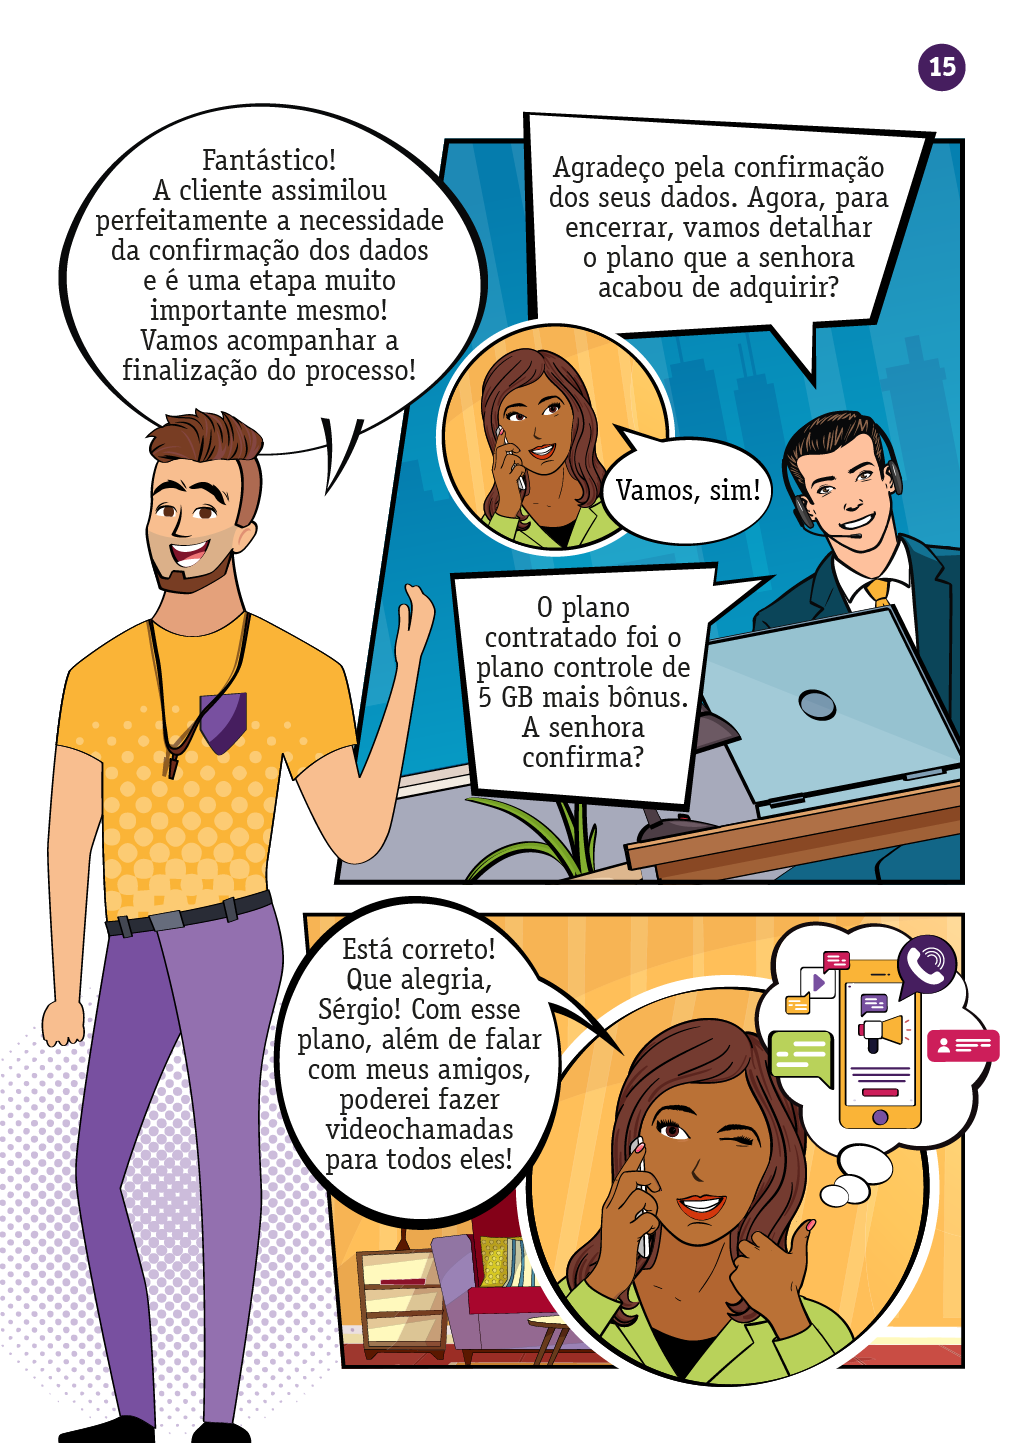 15
Fantástico!
A cliente assimilou
perfeitamente a necessidade
da confirmação dos dados
e é uma etapa muito
importante mesmo!
Vamos acompanhar a
finalização do processo!
Agradeço pela confirmação
dos seus dados. Agora, para
encerrar, vamos detalhar
o plano que a senhora
acabou de adquirir?
Vamos, sim!
O plano
contratado foi o
plano controle de
5 GB mais bônus.
A senhora
confirma?
Está correto!
Que alegria,
Sérgio! Com esse
plano, além de falar
com meus amigos,
poderei fazer
videochamadas
para todos eles!